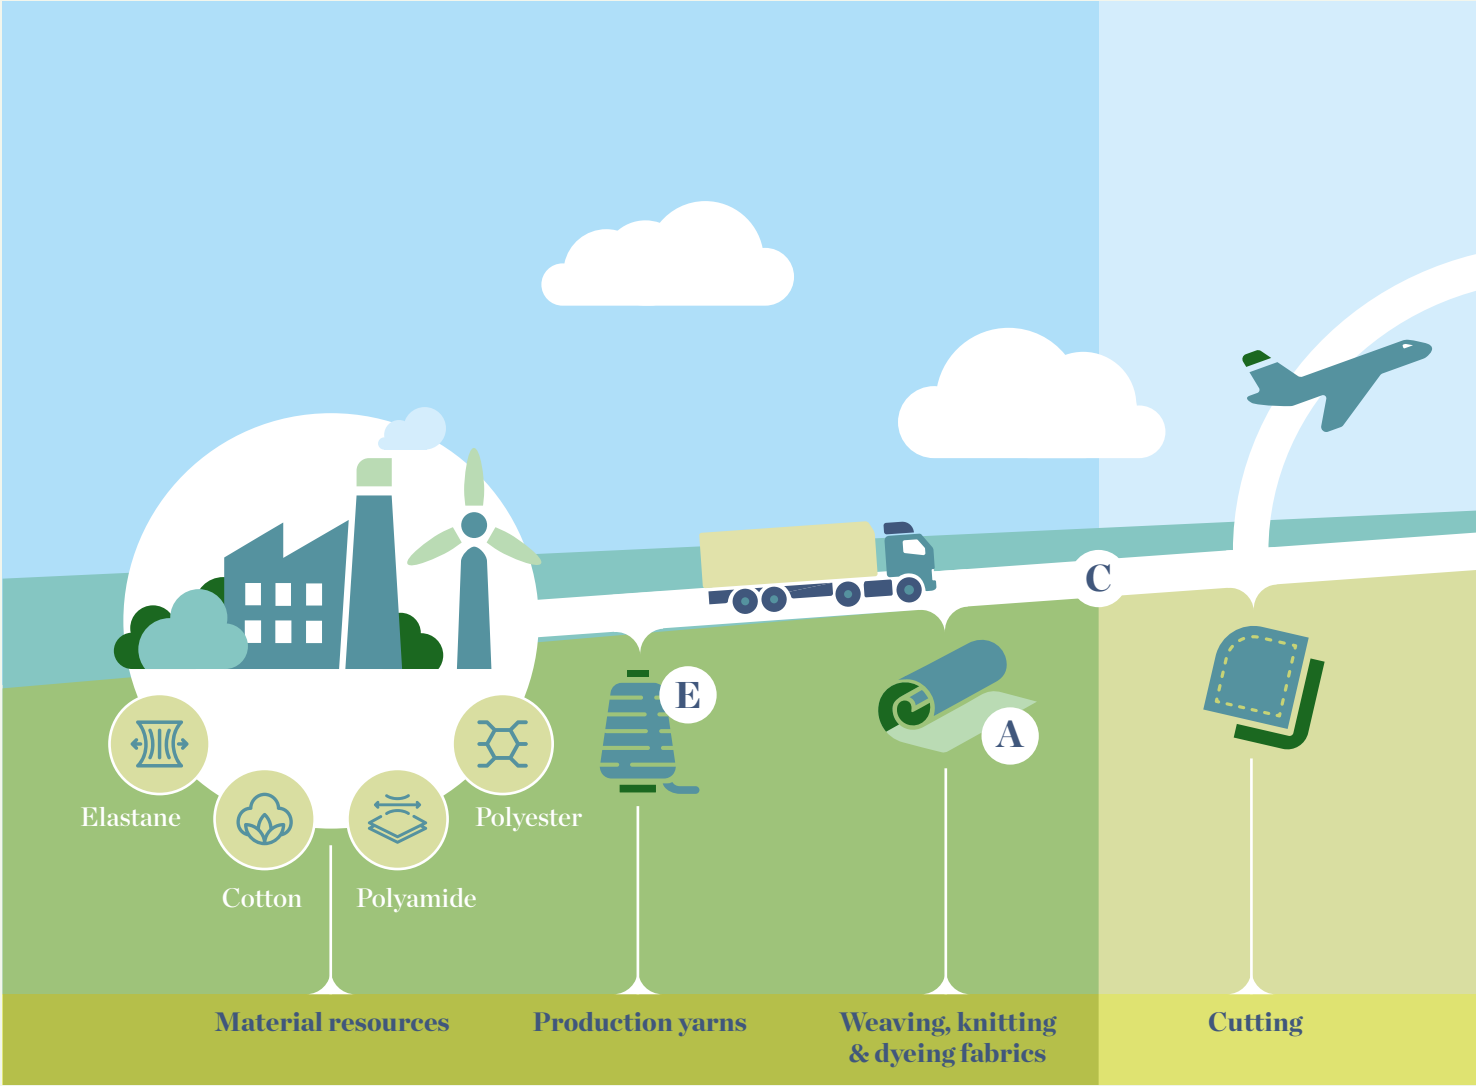 C
E
A
Elastane
Polyester
Cotton
Polyamide
Material resources
Production yarns
Weaving, knitting
& dyeing fabrics
Cutting